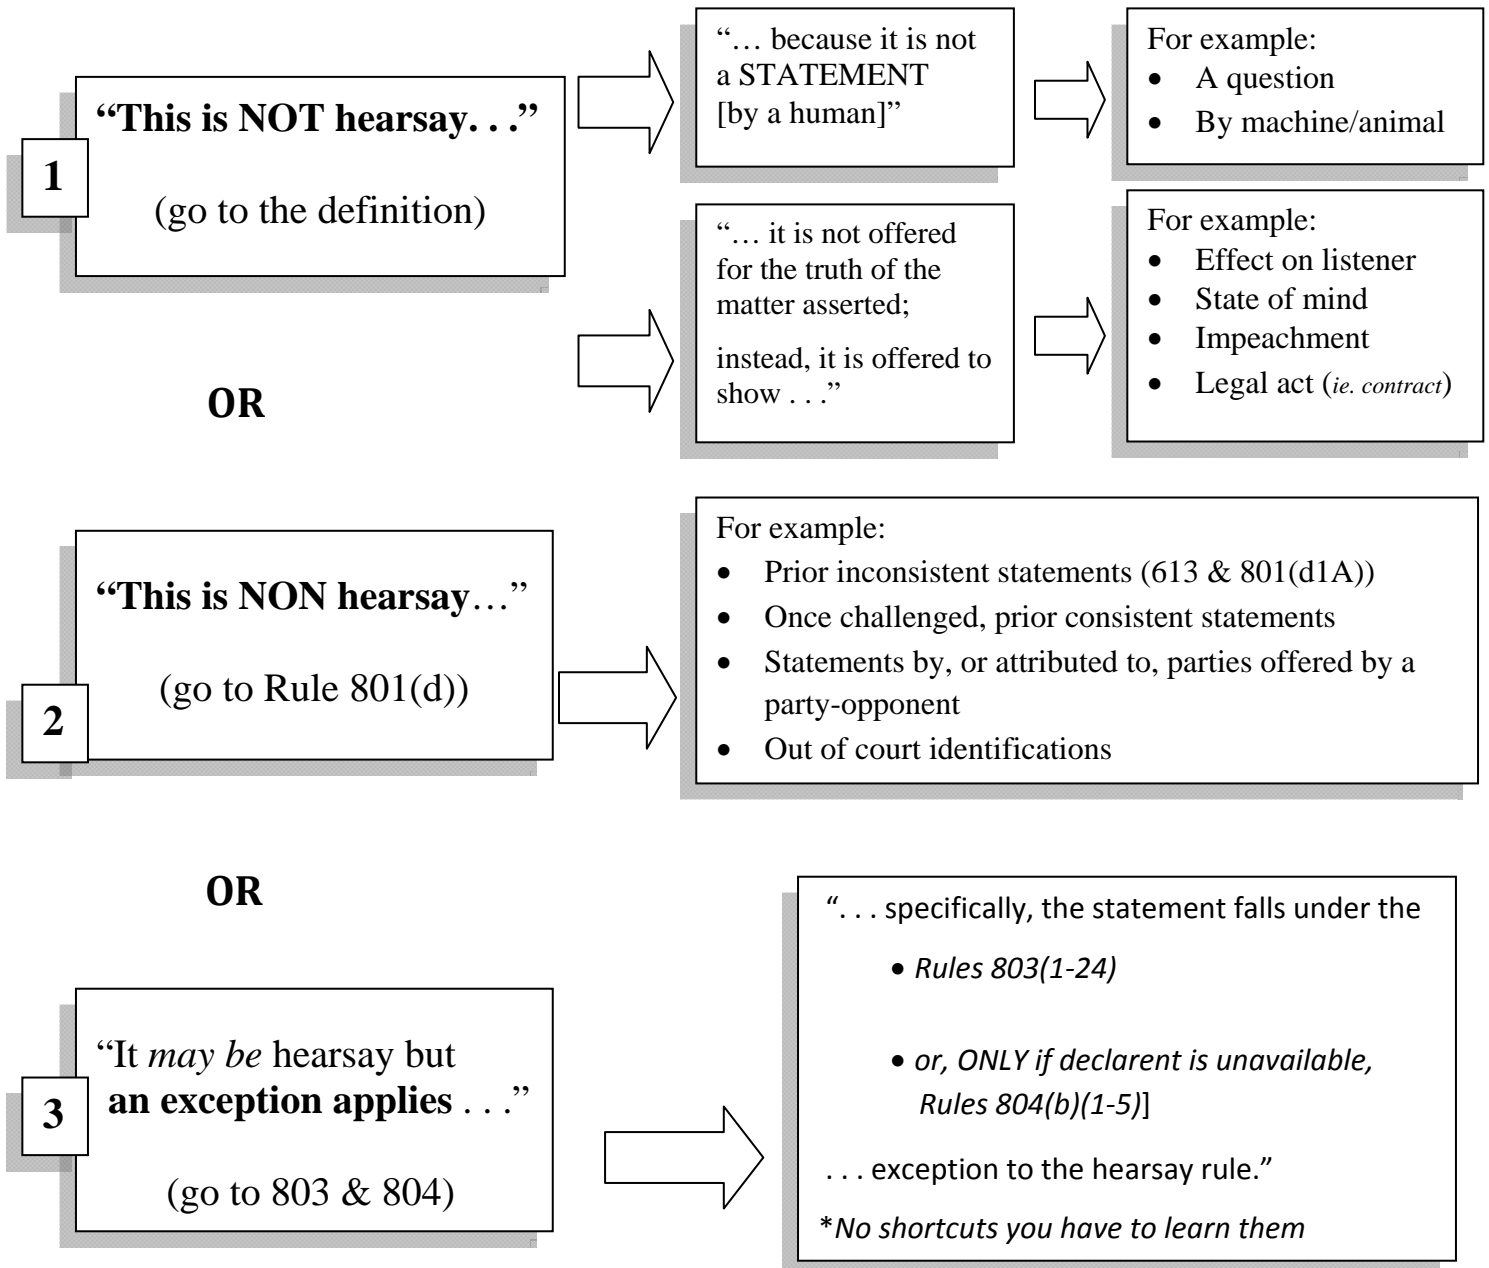 “This is NOT hearsay. . .”
(go to the definition)
1
“… because it is not
a STATEMENT
[by a human]”
For example:
• A question
• By machine/animal
“… it is not offered
for the truth of the
matter asserted;
instead, it is offered to
show . . .”
For example:
• Effect on listener
• State of mind
• Impeachment
• Legal act (ie. contract)
OR
“This is NON hearsay…”
(go to Rule 801(d))
2
For example:
• Prior inconsistent statements (613 & 801(d1A))
• Once challenged, prior consistent statements
• Statements by, or attributed to, parties offered by a
party-opponent
• Out of court identifications
OR
“It may be hearsay but
an exception applies . . .”
(go to 803 & 804)
3
“. . . specifically, the statement falls under the
• Rules 803(1-24)
• or, ONLY if declarent is unavailable,
Rules 804(b)(1-5)]
. . . exception to the hearsay rule.”
*No shortcuts you have to learn them